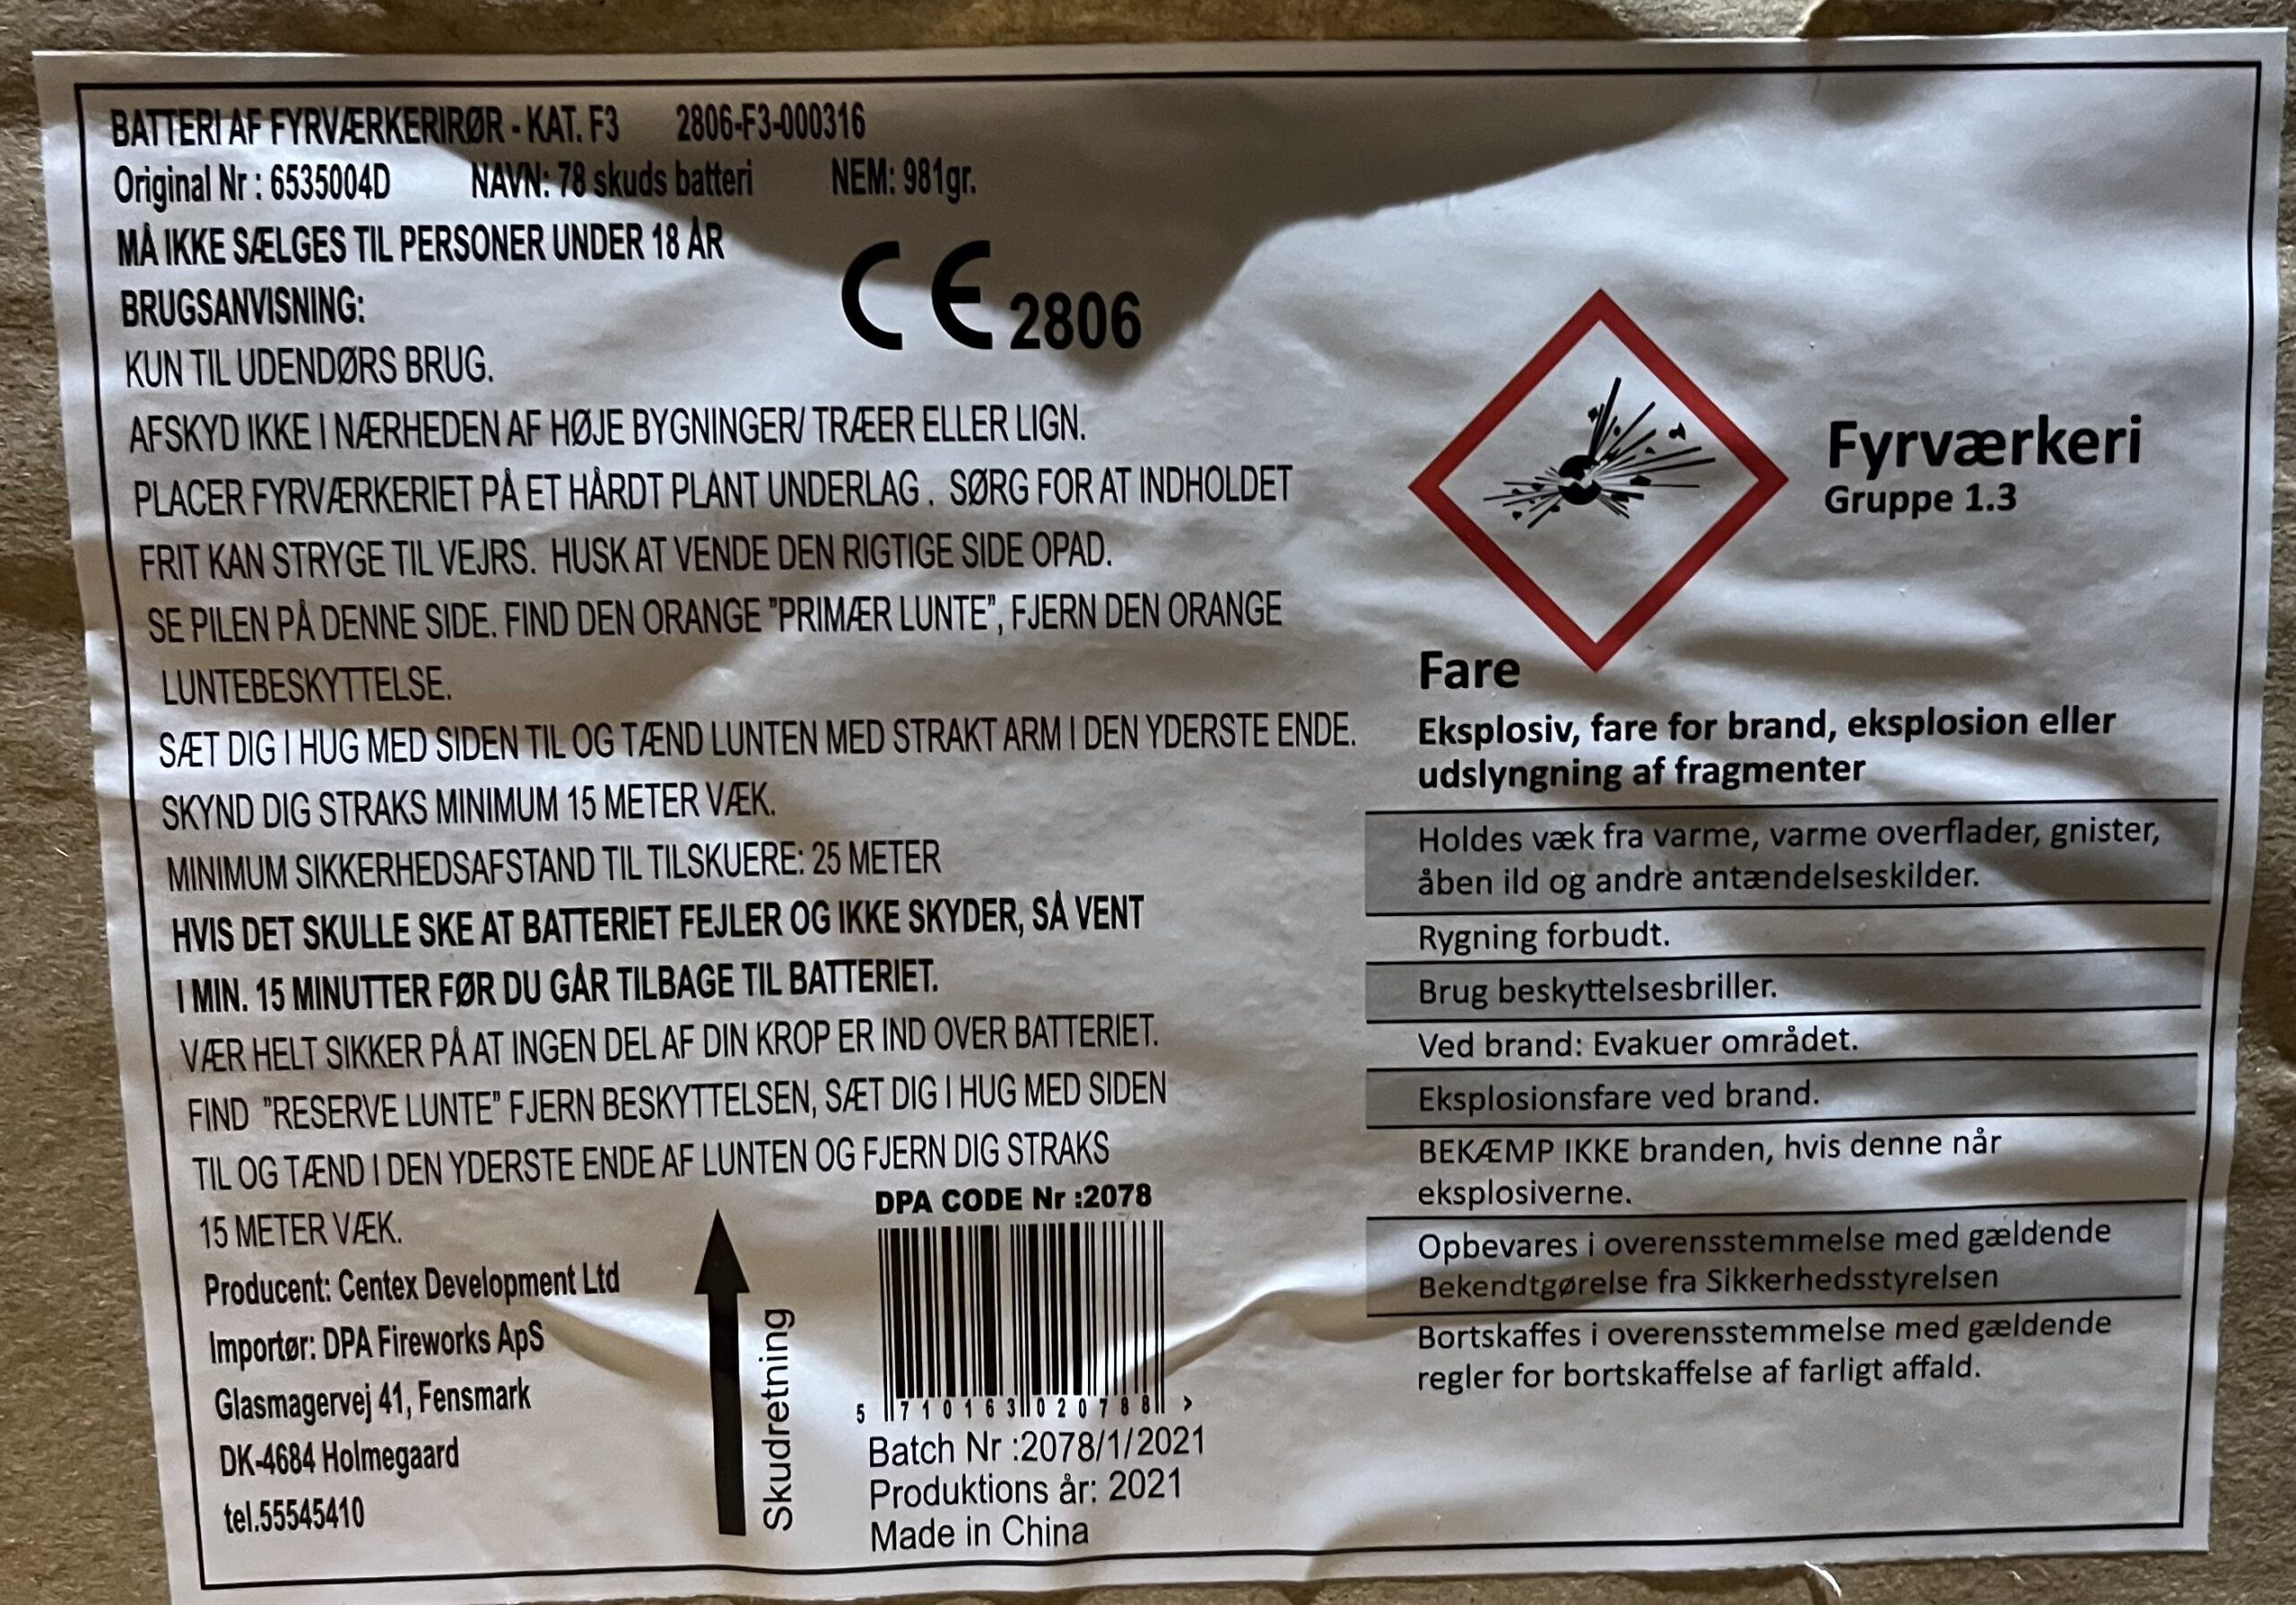 BATTERI AF FYRVÆRKERIRØR - KAT. F3 2806-F3-000316
Original Nr : 6535004D NAVN: 78 skuds batteri NEM: 981gr.
MÅ IKKE SÆLGES TIL PERSONER UNDER 18 ÅR
BRUGSANVISNING:
CE 2806
KUN TIL UDENDØRS BRUG.
AFSKYD IKKE I NÆRHEDEN AF HØJE BYGNINGER/ TRÆER ELLER LIGN.
PLACER FYRVÆRKERIET PÅ ET HÅRDT PLANT UNDERLAG . SØRG FOR AT INDHOLDET
FRIT KAN STRYGE TIL VEJRS. HUSK AT VENDE DEN RIGTIGE SIDE OPAD.
SE PILEN PÅ DENNE SIDE. FIND DEN ORANGE "PRIMÆR LUNTE", FJERN DEN ORANGE
LUNTEBESKYTTELSE.
SÆT DIG I HUG MED SIDEN TIL OG TÆND LUNTEN MED STRAKT ARM I DEN YDERSTE ENDE.
SKYND DIG STRAKS MINIMUM 15 METER VÆK.
MINIMUM SIKKERHEDSAFSTAND TIL TILSKUERE: 25 METER
HVIS DET SKULLE SKE AT BATTERIET FEJLER OG IKKE SKYDER, SÅ VENT
I MIN. 15 MINUTTER FØR DU GÅR TILBAGE TIL BATTERIET.
VÆR HELT SIKKER PÅ AT INGEN DEL AF DIN KROP ER IND OVER BATTERIET.
FIND "RESERVE LUNTE" FJERN BESKYTTELSEN, SÆT DIG I HUG MED SIDEN
TIL OG TÆND I DEN YDERSTE ENDE AF LUNTEN OG FJERN DIG STRAKS
15 METER VÆK.
Producent: Centex Development Ltd
Importør: DPA Fireworks ApS
Glasmagervej 41, Fensmark
DK-4684 Holmegaard
tel.55545410
Skudretning
DPA CODE Nr :2078
5 710163 020788 >
Batch Nr :2078/1/2021
Produktions år: 2021
Made in China
Fyrværkeri
Gruppe 1.3
Fare
Eksplosiv, fare for brand, eksplosion eller
udslyngning af fragmenter
Holdes væk fra varme, varme overflader, gnister,
åben ild og andre antændelseskilder.
Rygning forbudt.
Brug beskyttelsesbriller.
Ved brand: Evakuer området.
Eksplosionsfare ved brand.
BEKÆMP IKKE branden, hvis denne når
eksplosiverne.
Opbevares i overensstemmelse med gældende
Bekendtgørelse fra Sikkerhedsstyrelsen
Bortskaffes i overensstemmelse med gældende
regler for bortskaffelse af farligt affald.